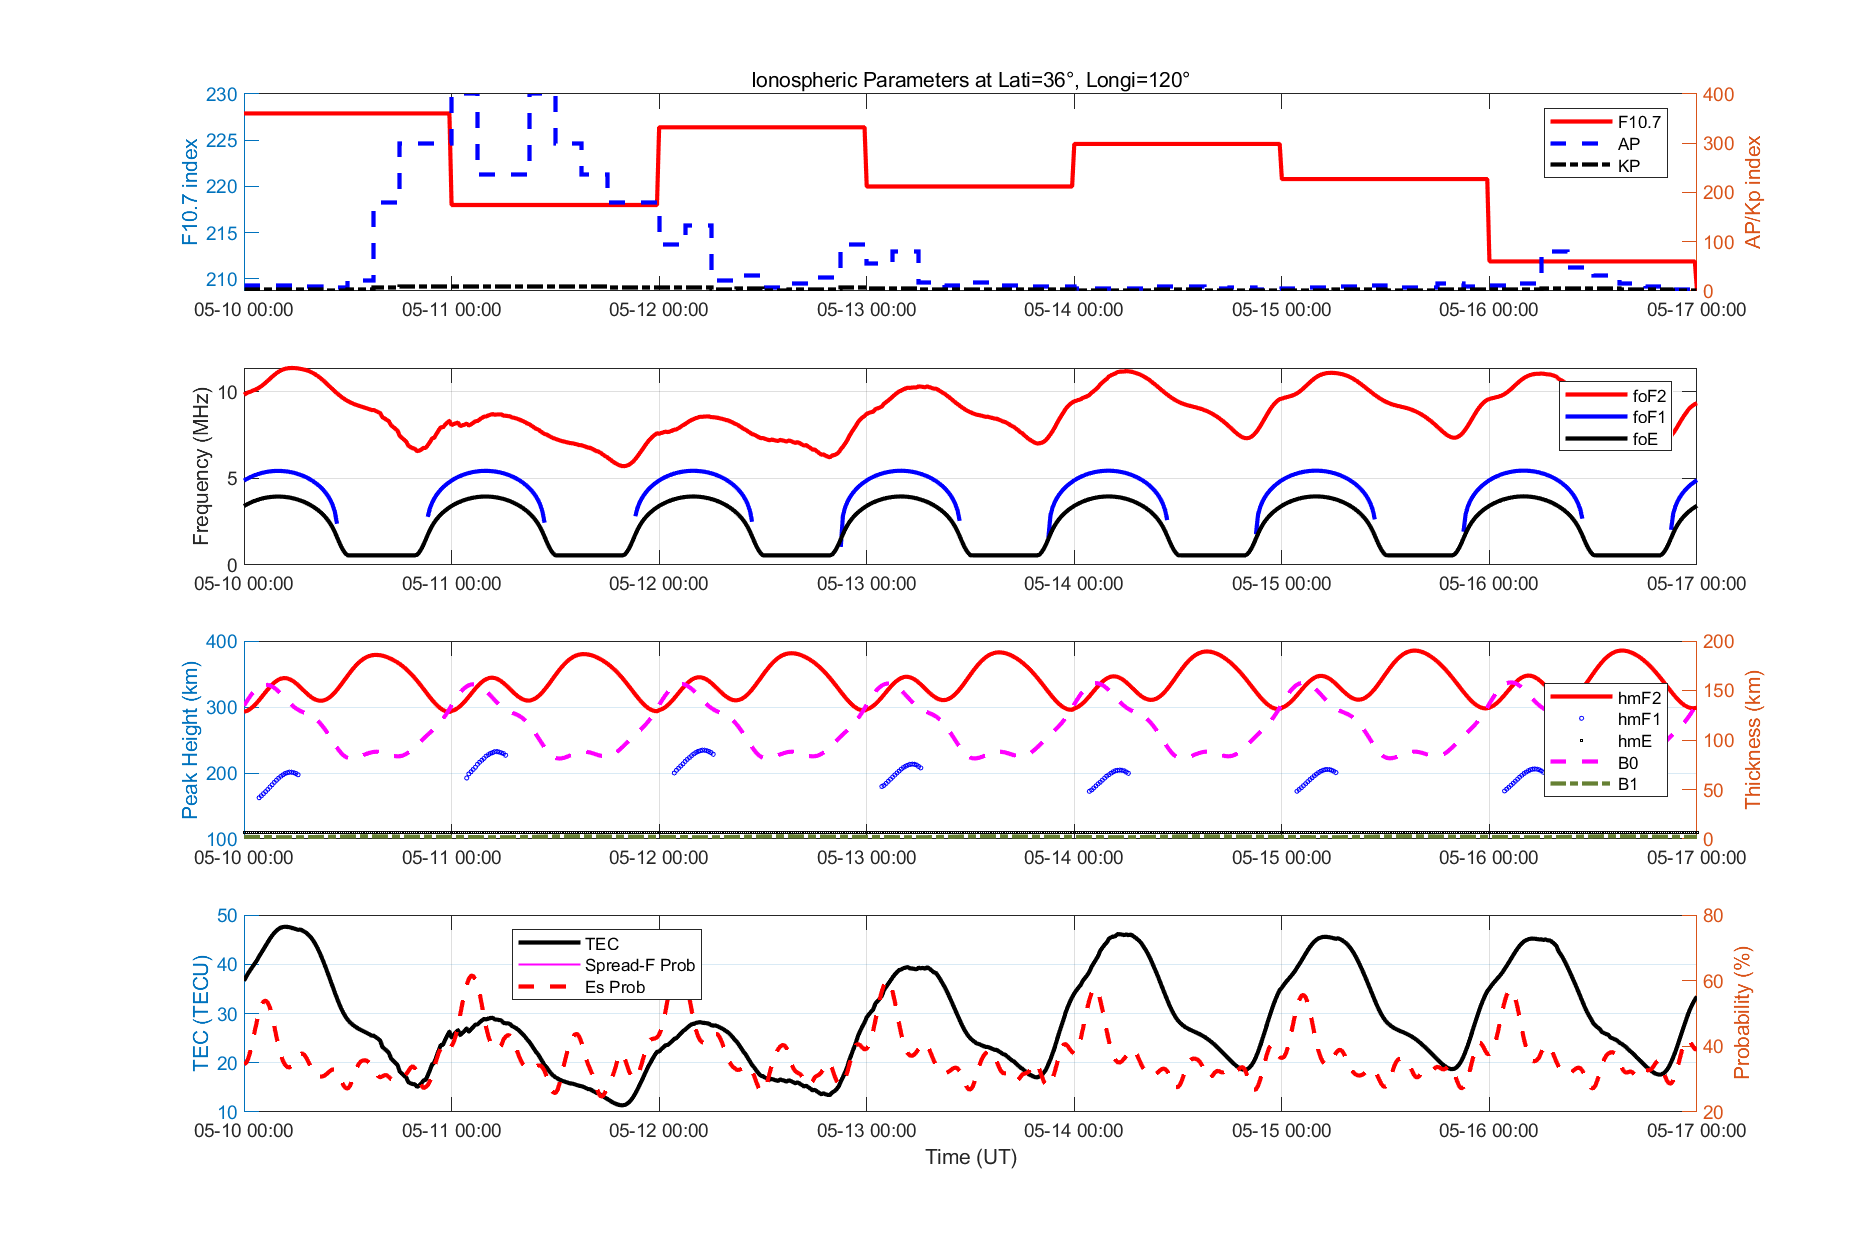 Ionospheric Parameters at Lati=36°, Longi=120°
F10.7 index
230
225
220
215
210
400
300
200
100
0
AP/Kp index
F10.7
AP
KP
05-10 00:00 05-11 00:00 05-12 00:00 05-13 00:00 05-14 00:00 05-15 00:00 05-16 00:00 05-17 00:00
Frequency (MHz)
10
5
0
foF2
foF1
foE
05-10 00:00 05-11 00:00 05-12 00:00 05-13 00:00 05-14 00:00 05-15 00:00 05-16 00:00 05-17 00:00
Peak Height (km)
400
300
200
100
200
150
100
50
0
Thickness (km)
hmF2
hmF1
hmE
B0
B1
05-10 00:00 05-11 00:00 05-12 00:00 05-13 00:00 05-14 00:00 05-15 00:00 05-16 00:00 05-17 00:00
TEC (TECU)
50
40
30
20
10
80
60
40
20
Probability (%)
TEC
Spread-F Prob
Es Prob
05-10 00:00 05-11 00:00 05-12 00:00 05-13 00:00 05-14 00:00 05-15 00:00 05-16 00:00 05-17 00:00
Time (UT)